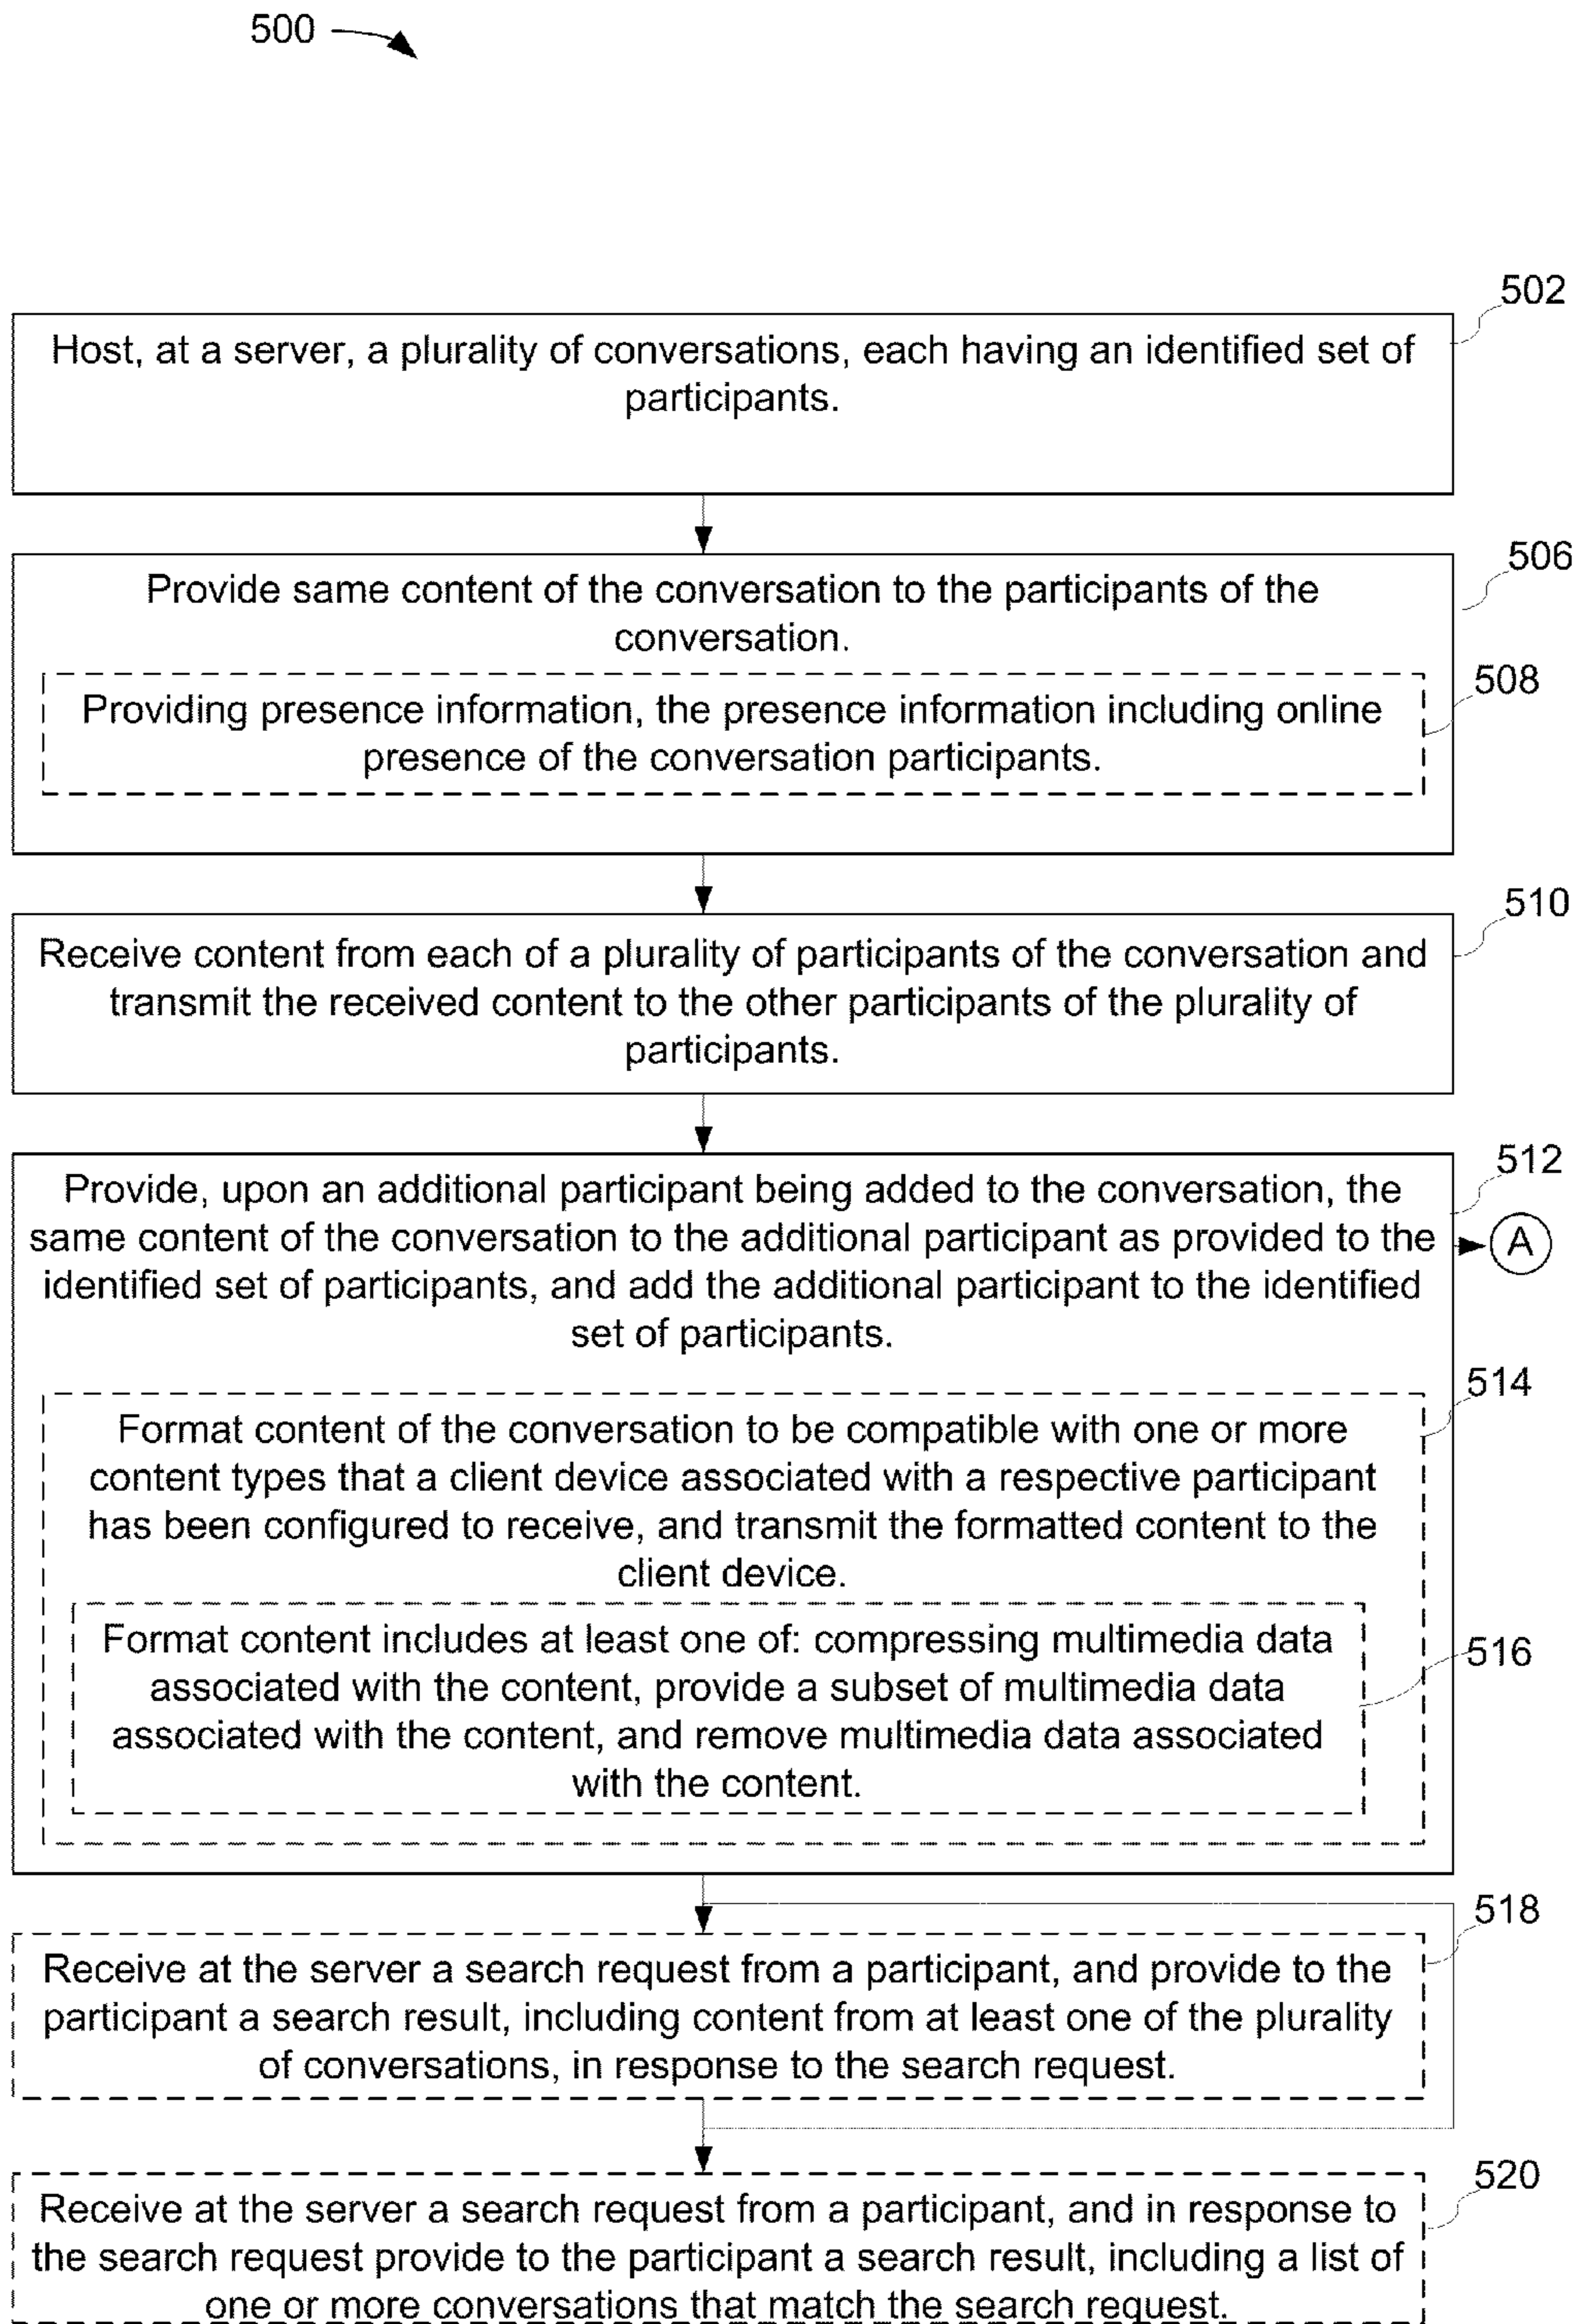 500
502
Host, at a server, a plurality of conversations, each having an identified set of
participants.
506
Provide same content of the conversation to the participants of the
conversation.
508
Providing presence information, the presence information including online
presence of the conversation participants.
510
Receive content from each of a plurality of participants of the conversation and
transmit the received content to the other participants of the plurality of
participants.
512
Provide, upon an additional participant being added to the conversation, the
same content of the conversation to the additional participant as provided to the
identified set of participants, and add the additional participant to the identified
set of participants.
A
514
Format content of the conversation to be compatible with one or more
content types that a client device associated with a respective participant
has been configured to receive, and transmit the formatted content to the
client device.
516
Format content includes at least one of: compressing multimedia data
associated with the content, provide a subset of multimedia data
associated with the content, and remove multimedia data associated
with the content.
518
Receive at the server a search request from a participant, and provide to the
participant a search result, including content from at least one of the plurality
of conversations, in response to the search request.
520
Receive at the server a search request from a participant, and in response to
the search request provide to the participant a search result, including a list of
one or more conversations that match the search request.